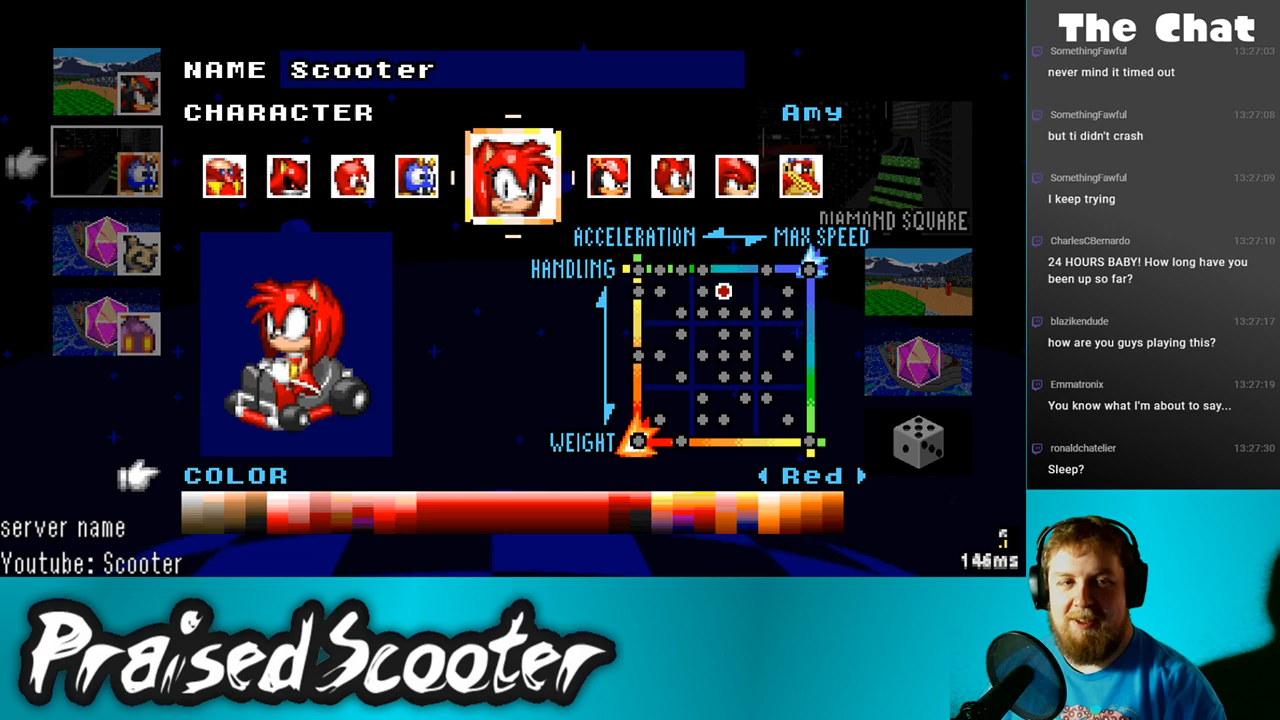 NAME Scooter
CHARACTER Amy
DIAMOND SQUARE
ACCELERATION MAX SPEED
HANDLING
WEIGHT
COLOR Red
server name
Youtube: Scooter
146ms
PraisedScooter
The Chat
SomethingFawful 13:27:03
never mind it timed out
SomethingFawful 13:27:08
but ti didn't crash
SomethingFawful 13:27:09
I keep trying
CharlesCBernardo 13:27:10
24 HOURS BABY! How long have you
been up so far?
blazikendude 13:27:17
how are you guys playing this?
Emmatronix 13:27:19
You know what I'm about to say...
ronaldchatelier 13:27:30
Sleep?